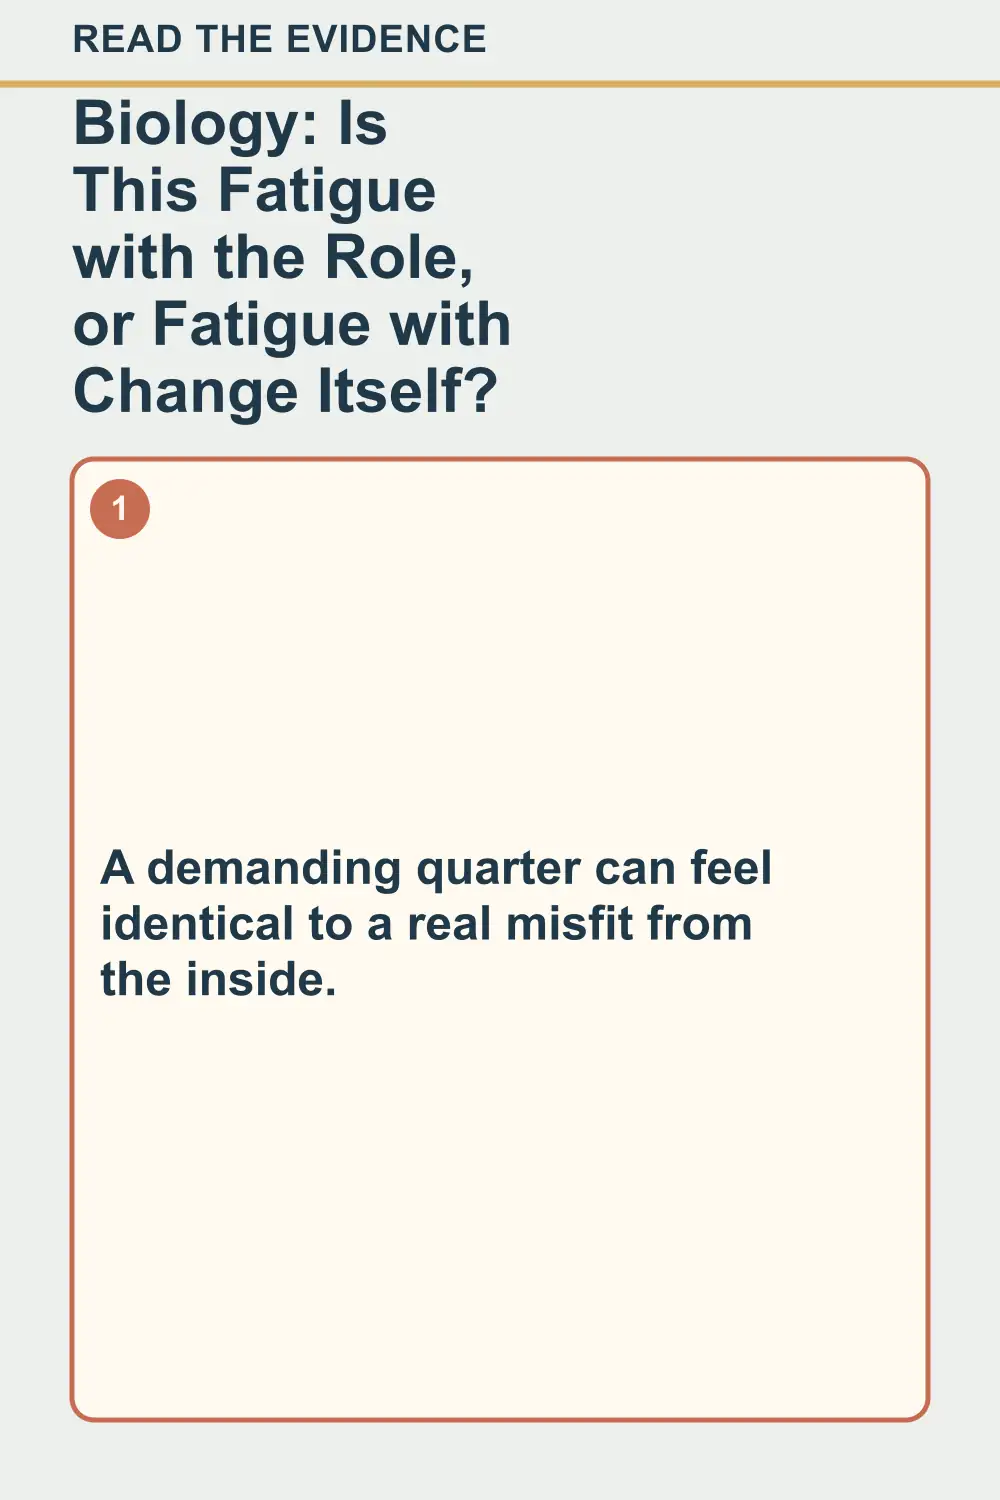 READ THE EVIDENCE
Biology: Is
This Fatigue
with the Role,
or Fatigue with
Change Itself?
1
A demanding quarter can feel
identical to a real misfit from
the inside.